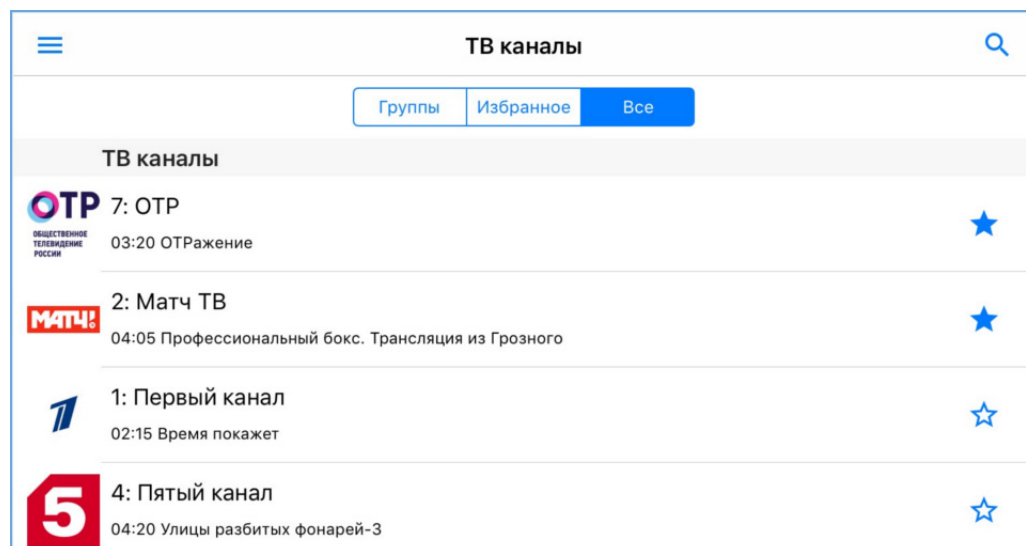 ТВ каналы
Группы Избранное Все
ТВ каналы
ОТР
ОБЩЕСТВЕННОЕ
ТЕЛЕВИДЕНИЕ
РОССИИ
7: ОТР
03:20 ОТРажение
МАТЧ!
2: Матч ТВ
04:05 Профессиональный бокс. Трансляция из Грозного
1
1: Первый канал
02:15 Время покажет
5
4: Пятый канал
04:20 Улицы разбитых фонарей-3